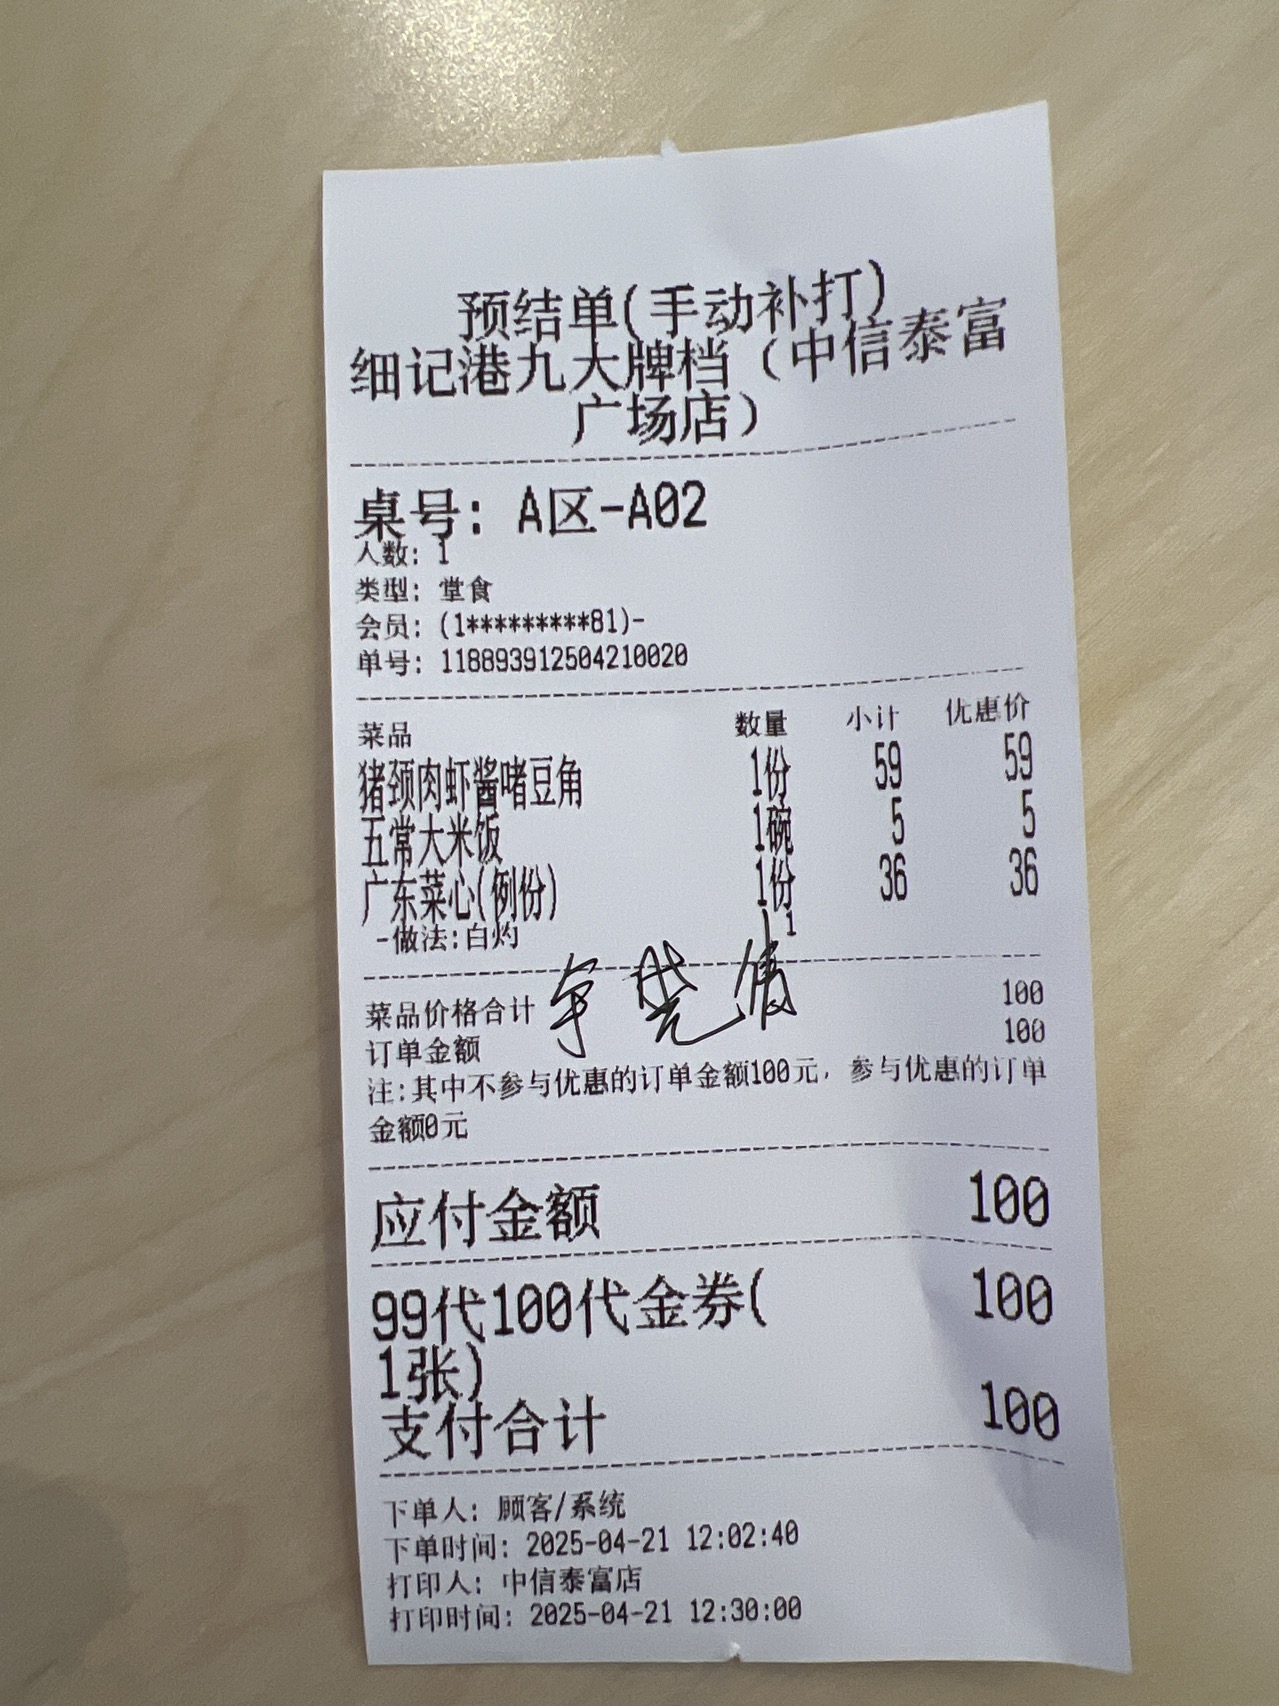 预结单(手动补打)
细记港九大牌档（中信泰富
广场店）
桌号: A区-A02
人数: 1
类型: 堂食
会员: (1*********81)-
单号: 118893912504210020
菜品 数量 小计 优惠价
猪颈肉虾酱啫豆角 1份 59 59
五常大米饭 1碗 5 5
广东菜心(例份) 1份 36 36
-做法:白灼 1
菜品价格合计 100
订单金额 100
注:其中不参与优惠的订单金额100元，参与优惠的订单
金额0元
应付金额 100
99代100代金券( 100
1张)
支付合计 100
下单人: 顾客/系统
下单时间: 2025-04-21 12:02:40
打印人: 中信泰富店
打印时间: 2025-04-21 12:30:00